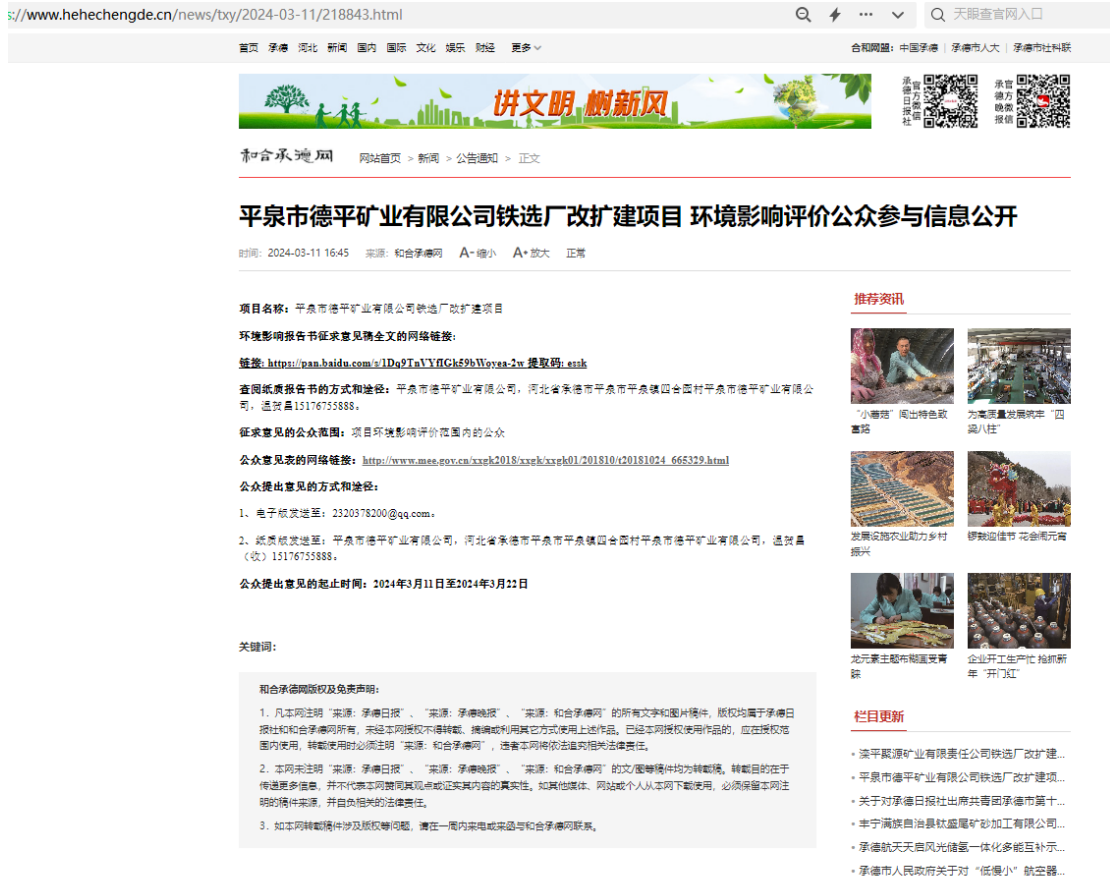 s://www.hehechengde.cn/news/txy/2024-03-11/218843.html
天眼查官网入口
首页 承德 河北 新闻 国内 国际 文化 娱乐 财经 更多
合和网盟：中国承德 | 承德市人大 | 承德市社科联
讲文明 树新风
承德日报社
官方微信
承德晚报
官方微信
和合承德网
网站首页 > 新闻 > 公告通知 > 正文
平泉市德平矿业有限公司铁选厂改扩建项目 环境影响评价公众参与信息公开
时间：2024-03-11 16:45 来源：和合承德网 A-缩小 A+放大 正常
项目名称：平泉市德平矿业有限公司铁选厂改扩建项目
环境影响报告书征求意见稿全文的网络链接：
链接: https://pan.baidu.com/s/1Dq9TnVYfIGk59bWoyea-2w 提取码: essk
查阅纸质报告书的方式和途径：平泉市德平矿业有限公司，河北省承德市平泉市平泉镇四合园村平泉市德平矿业有限公
司，温贺昌15176755888。
征求意见的公众范围：项目环境影响评价范围内的公众
公众意见表的网络链接：http://www.mee.gov.cn/xxgk2018/xxgk/xxgk01/201810/t20181024_665329.html
公众提出意见的方式和途径：
1、电子版发送至：2320378200@qq.com。
2、纸质版发送至：平泉市德平矿业有限公司，河北省承德市平泉市平泉镇四合园村平泉市德平矿业有限公司，温贺昌
（收）15176755888。
公众提出意见的起止时间：2024年3月11日至2024年3月22日
关键词：
和合承德网版权及免责声明：
1．凡本网注明“来源：承德日报”、“来源：承德晚报”、“来源：和合承德网”的所有文字和图片稿件，版权均属于承德日
报社和和合承德网所有，未经本网授权不得转载、摘编或利用其它方式使用上述作品。已经本网授权使用作品的，应在授权范
围内使用，转载使用时必须注明“来源：和合承德网”，违者本网将依法追究相关法律责任。
2．本网未注明“来源：承德日报”、“来源：承德晚报”、“来源：和合承德网”的文/图等稿件均为转载稿。转载目的在于
传递更多信息，并不代表本网赞同其观点或证实其内容的真实性。如其他媒体、网站或个人从本网下载使用，必须保留本网注
明的稿件来源，并自负相关的法律责任。
3．如本网转载稿件涉及版权等问题，请在一周内来电或来函与和合承德网联系。
推荐资讯
“小蘑菇”闯出特色致
富路
为高质量发展筑牢“四
梁八柱”
发展设施农业助力乡村
振兴
锣鼓迎佳节 花会闹元宵
龙元素主题布糊画受青
睐
企业开工生产忙 抢抓新
年“开门红”
栏目更新
滦平聚源矿业有限责任公司铁选厂改扩建...
平泉市德平矿业有限公司铁选厂改扩建项...
关于对承德日报社出席共青团承德市第十...
丰宁满族自治县钛盛尾矿砂加工有限公司...
承德航天天启风光储氢一体化多能互补示...
承德市人民政府关于对“低慢小”航空器...